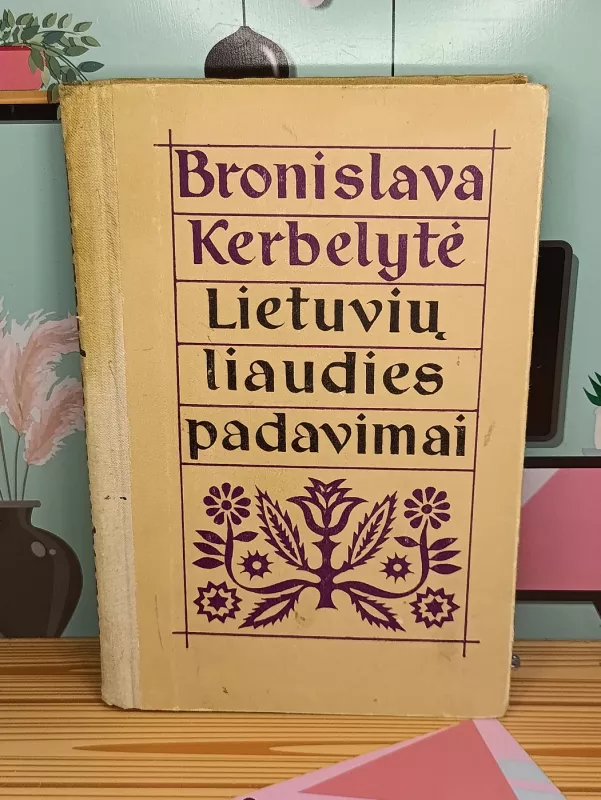 Bronislava
Kerbelytė
Lietuvių
liaudies
padavimai